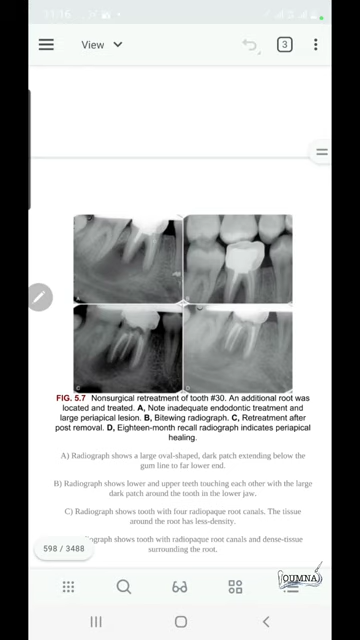 11:16
View
3
FIG. 5.7 Nonsurgical retreatment of tooth #30. An additional root was
located and treated. A, Note inadequate endodontic treatment and
large periapical lesion. B, Bitewing radiograph. C, Retreatment after
post removal. D, Eighteen-month recall radiograph indicates periapical
healing.
A) Radiograph shows a large oval-shaped, dark patch extending below the
gum line to far lower end.
B) Radiograph shows lower and upper teeth touching each other with the large
dark patch around the tooth in the lower jaw.
C) Radiograph shows tooth with four radiopaque root canals. The tissue
around the root has less-density.
ograph shows tooth with radiopaque root canals and dense-tissue
598 / 3488
surrounding the root.
OUMNA